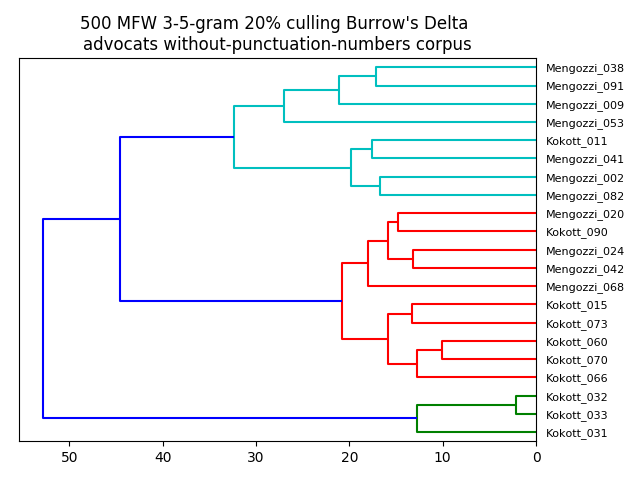 500 MFW 3-5-gram 20% culling Burrow's Delta
advocats without-punctuation-numbers corpus
Mengozzi_038
Mengozzi_091
Mengozzi_009
Mengozzi_053
Kokott_011
Mengozzi_041
Mengozzi_002
Mengozzi_082
Mengozzi_020
Kokott_090
Mengozzi_024
Mengozzi_042
Mengozzi_068
Kokott_015
Kokott_073
Kokott_060
Kokott_070
Kokott_066
Kokott_032
Kokott_033
Kokott_031
50 40 30 20 10 0